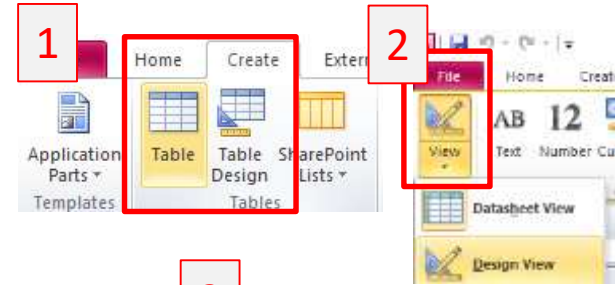 1
Home Create Extern
Application Parts
Table
Table Design
SharePoint Lists
Templates
Tables
2
File Home Creat
View
AB
Text
12
Number
Cu
Datasheet View
Design View